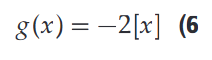 g(x) = −2[x] (6